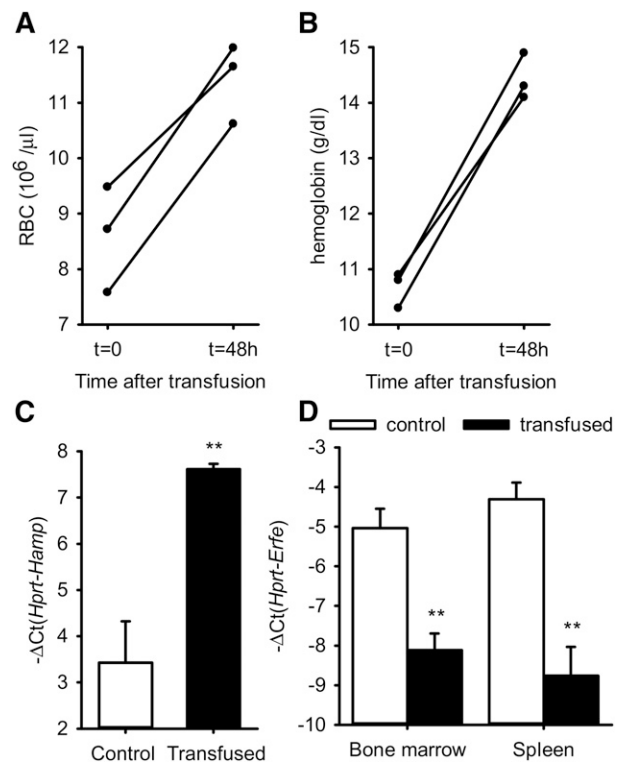 A
12
11
10
9
8
7
RBC (10⁶ /µl)
t=0 t=48h
Time after transfusion
B
15
14
13
12
11
10
hemoglobin (g/dl)
t=0 t=48h
Time after transfusion
C
8
7
6
5
4
3
2
-ΔCt(Hprt-Hamp)
**
Control Transfused
D
control transfused
-3
-4
-5
-6
-7
-8
-9
-10
-ΔCt(Hprt-Erfe)
**
**
Bone marrow Spleen